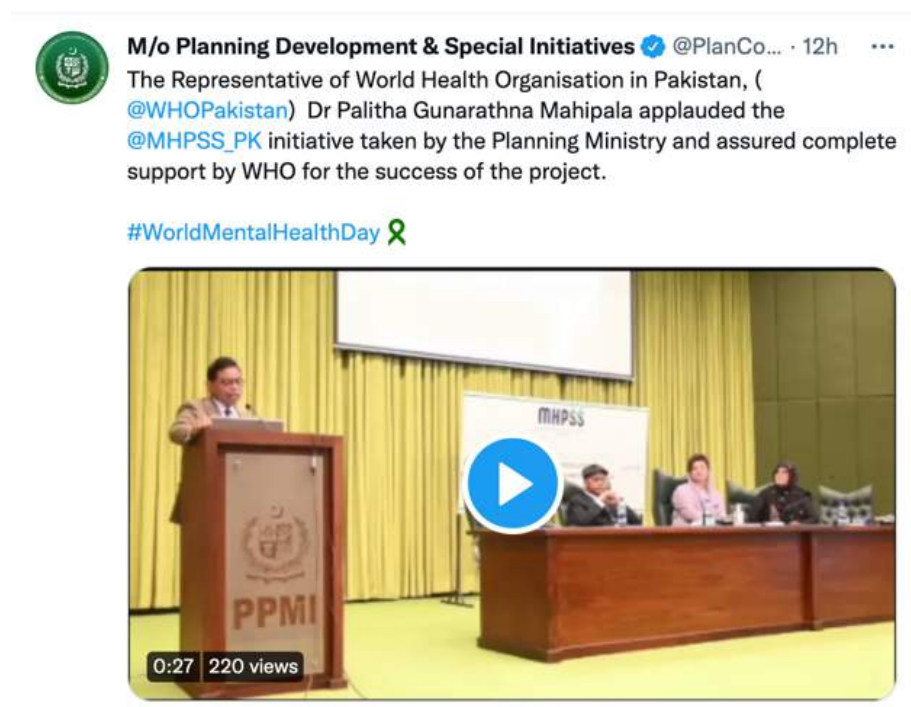 M/o Planning Development & Special Initiatives @PlanCo... · 12h
The Representative of World Health Organisation in Pakistan, (
@WHOPakistan) Dr Palitha Gunarathna Mahipala applauded the
@MHPSS_PK initiative taken by the Planning Ministry and assured complete
support by WHO for the success of the project.
#WorldMentalHealthDay
MHPSS
PPMI
0:27 220 views